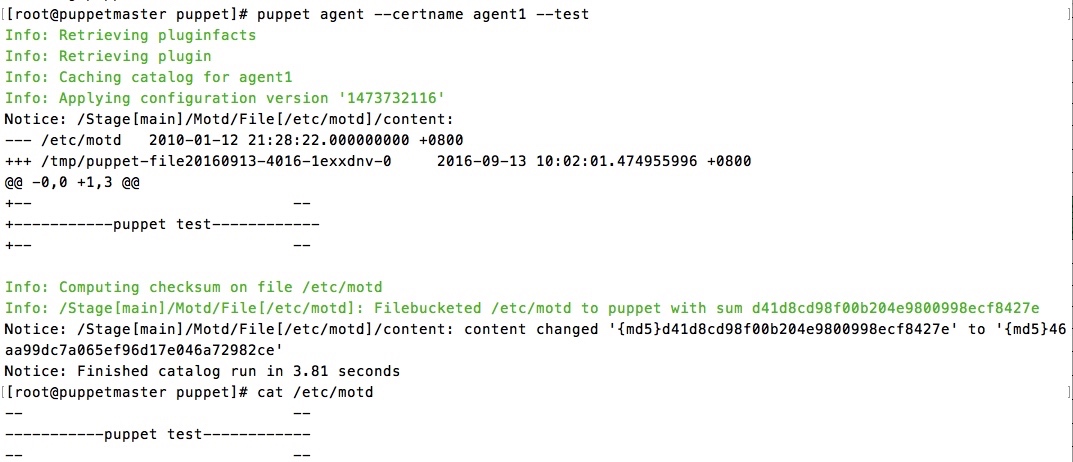 [[root@puppetmaster puppet]# puppet agent --certname agent1 --test ]
Info: Retrieving pluginfacts
Info: Retrieving plugin
Info: Caching catalog for agent1
Info: Applying configuration version '1473732116'
Notice: /Stage[main]/Motd/File[/etc/motd]/content:
--- /etc/motd   2010-01-12 21:28:22.000000000 +0800
+++ /tmp/puppet-file20160913-4016-1exxdnv-0     2016-09-13 10:02:01.474955996 +0800
@@ -0,0 +1,3 @@
+--                             --
+-----------puppet test------------
+--                             --
Info: Computing checksum on file /etc/motd
Info: /Stage[main]/Motd/File[/etc/motd]: Filebucketed /etc/motd to puppet with sum d41d8cd98f00b204e9800998ecf8427e
Notice: /Stage[main]/Motd/File[/etc/motd]/content: content changed '{md5}d41d8cd98f00b204e9800998ecf8427e' to '{md5}46
aa99dc7a065ef96d17e046a72982ce'
Notice: Finished catalog run in 3.81 seconds
[[root@puppetmaster puppet]# cat /etc/motd ]
--                              --
-----------puppet test------------
--                              --